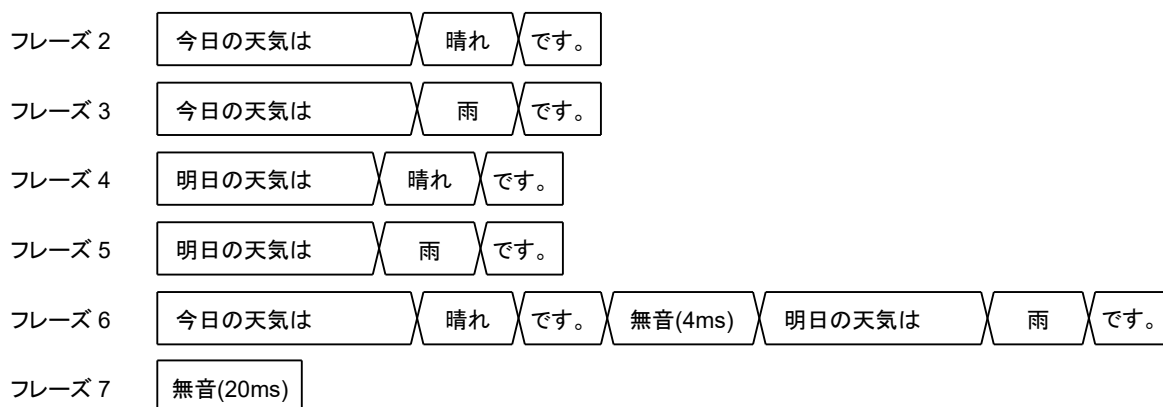 フレーズ 2 今日の天気は 晴れ です。
フレーズ 3 今日の天気は 雨 です。
フレーズ 4 明日の天気は 晴れ です。
フレーズ 5 明日の天気は 雨 です。
フレーズ 6 今日の天気は 晴れ です。 無音(4ms) 明日の天気は 雨 です。
フレーズ 7 無音(20ms)